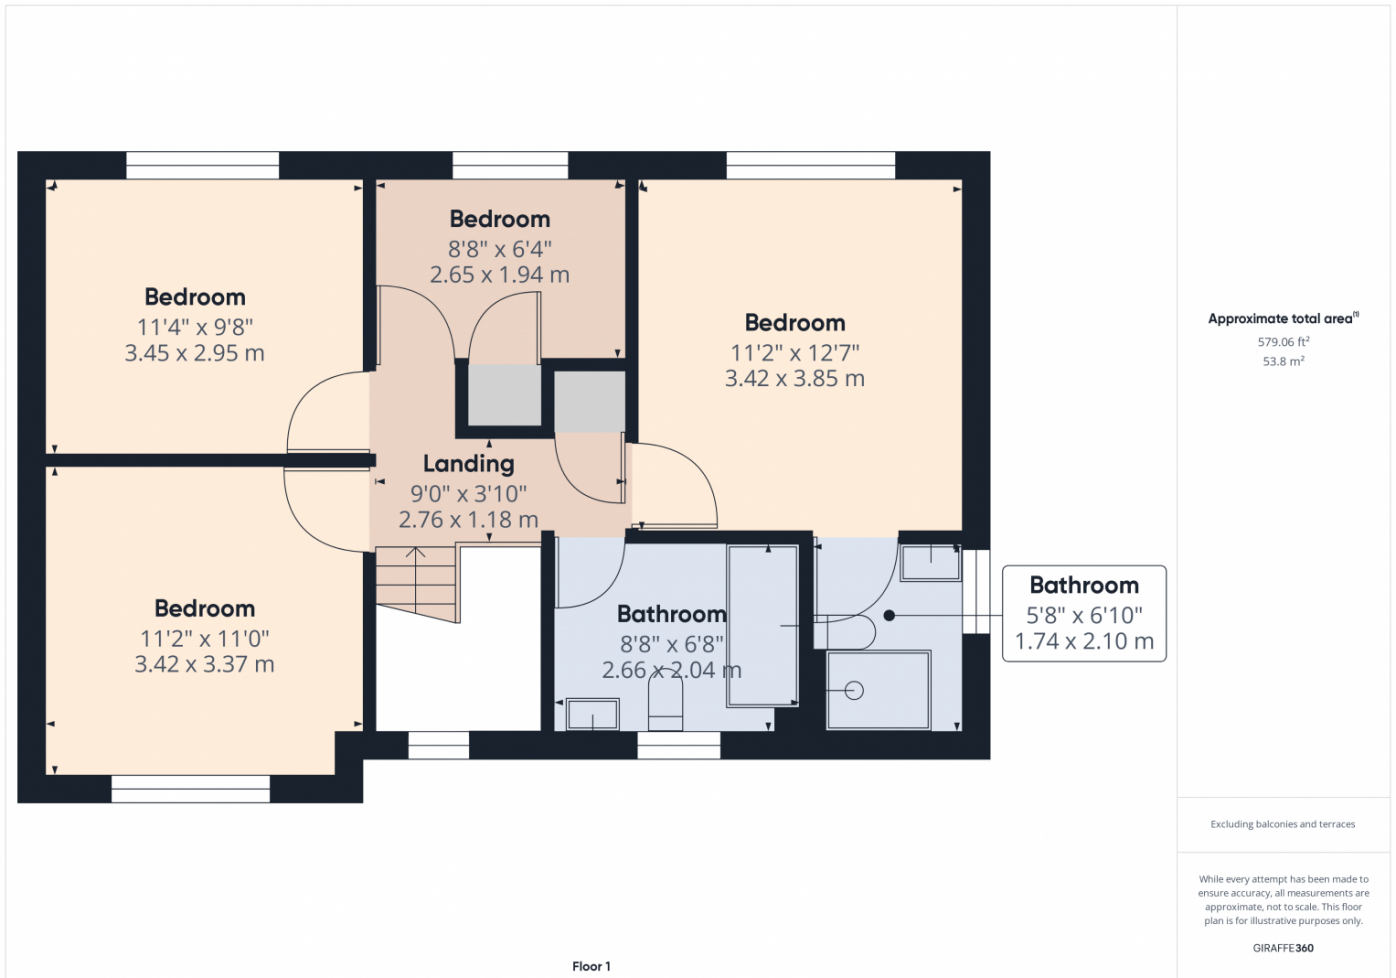 Bedroom
11'4" x 9'8"
3.45 x 2.95 m
Bedroom
8'8" x 6'4"
2.65 x 1.94 m
Bedroom
11'2" x 12'7"
3.42 x 3.85 m
Landing
9'0" x 3'10"
2.76 x 1.18 m
Bedroom
11'2" x 11'0"
3.42 x 3.37 m
Bathroom
8'8" x 6'8"
2.66 x 2.04 m
Bathroom
5'8" x 6'10"
1.74 x 2.10 m
Floor 1
Approximate total area⁽¹⁾
579.06 ft²
53.8 m²
Excluding balconies and terraces
While every attempt has been made to
ensure accuracy, all measurements are
approximate, not to scale. This floor
plan is for illustrative purposes only.
GIRAFFE360